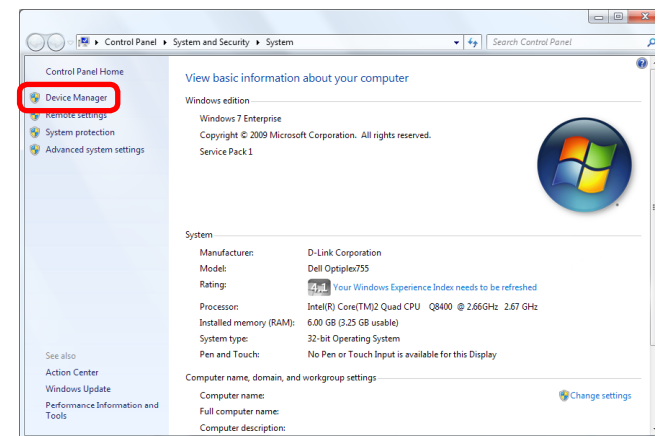 Control Panel ▸ System and Security ▸ System
Search Control Panel
Control Panel Home
Device Manager
Remote settings
System protection
Advanced system settings
See also
Action Center
Windows Update
Performance Information and
Tools
View basic information about your computer
Windows edition
Windows 7 Enterprise
Copyright © 2009 Microsoft Corporation. All rights reserved.
Service Pack 1
System
Manufacturer: D-Link Corporation
Model: Dell Optiplex755
Rating: 4,1 Your Windows Experience Index needs to be refreshed
Processor: Intel(R) Core(TM)2 Quad CPU Q8400 @ 2.66GHz 2.67 GHz
Installed memory (RAM): 6.00 GB (3.25 GB usable)
System type: 32-bit Operating System
Pen and Touch: No Pen or Touch Input is available for this Display
Computer name, domain, and workgroup settings
Computer name: Change settings
Full computer name:
Computer description: